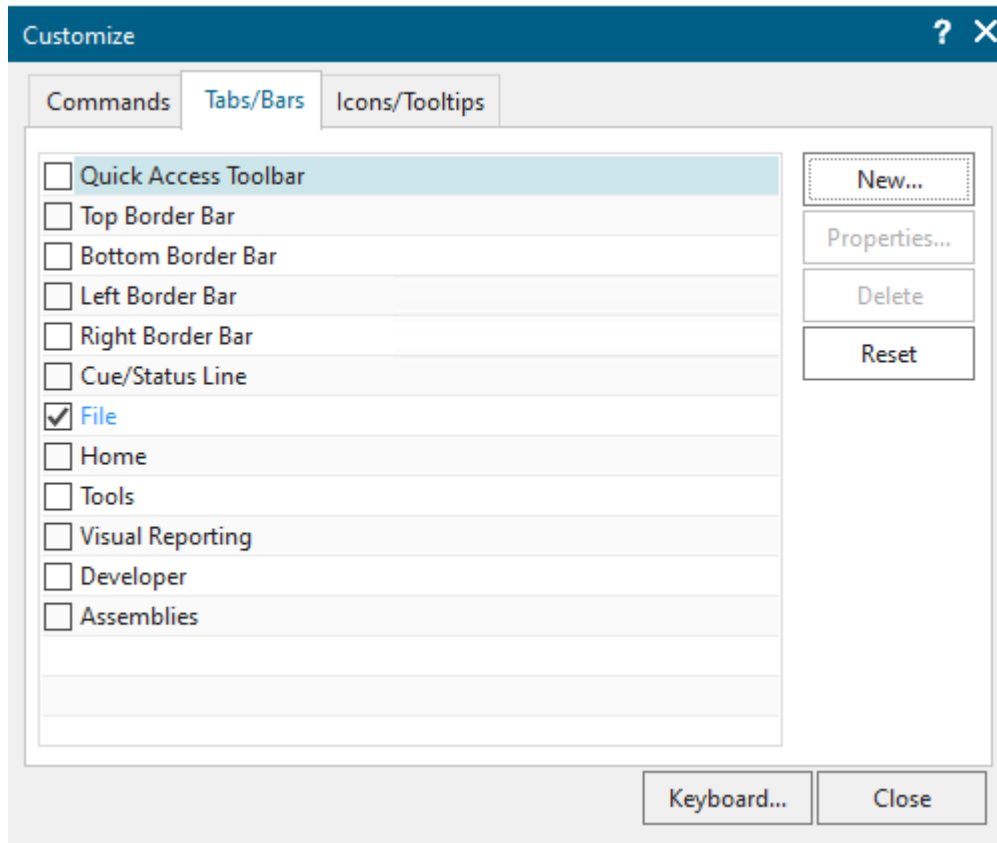 Customize ?
Commands Tabs/Bars Icons/Tooltips
Quick Access Toolbar
Top Border Bar
Bottom Border Bar
Left Border Bar
Right Border Bar
Cue/Status Line
File
Home
Tools
Visual Reporting
Developer
Assemblies
New...
Properties...
Delete
Reset
Keyboard... Close